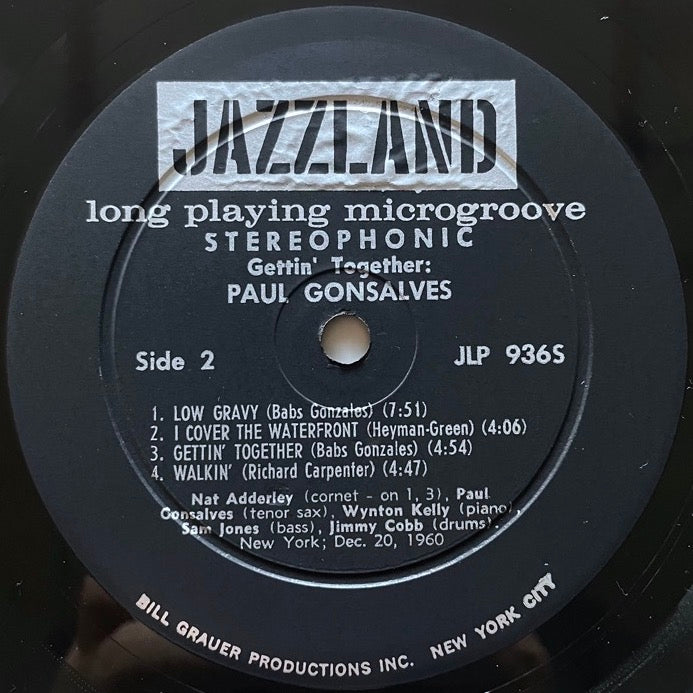 JAZZLAND
long playing microgroove
STEREOPHONIC
Gettin' Together:
PAUL GONSALVES
Side 2
JLP 936S
1. LOW GRAVY (Babs Gonzales) (7:51)
2. I COVER THE WATERFRONT (Heyman-Green) (4:06)
3. GETTIN' TOGETHER (Babs Gonzales) (4:54)
4. WALKIN' (Richard Carpenter) (4:47)
Nat Adderley (cornet - on 1, 3), Paul
Gonsalves (tenor sax), Wynton Kelly (piano),
Sam Jones (bass), Jimmy Cobb (drums).
New York; Dec. 20, 1960
BILL GRAUER PRODUCTIONS INC. NEW YORK CITY